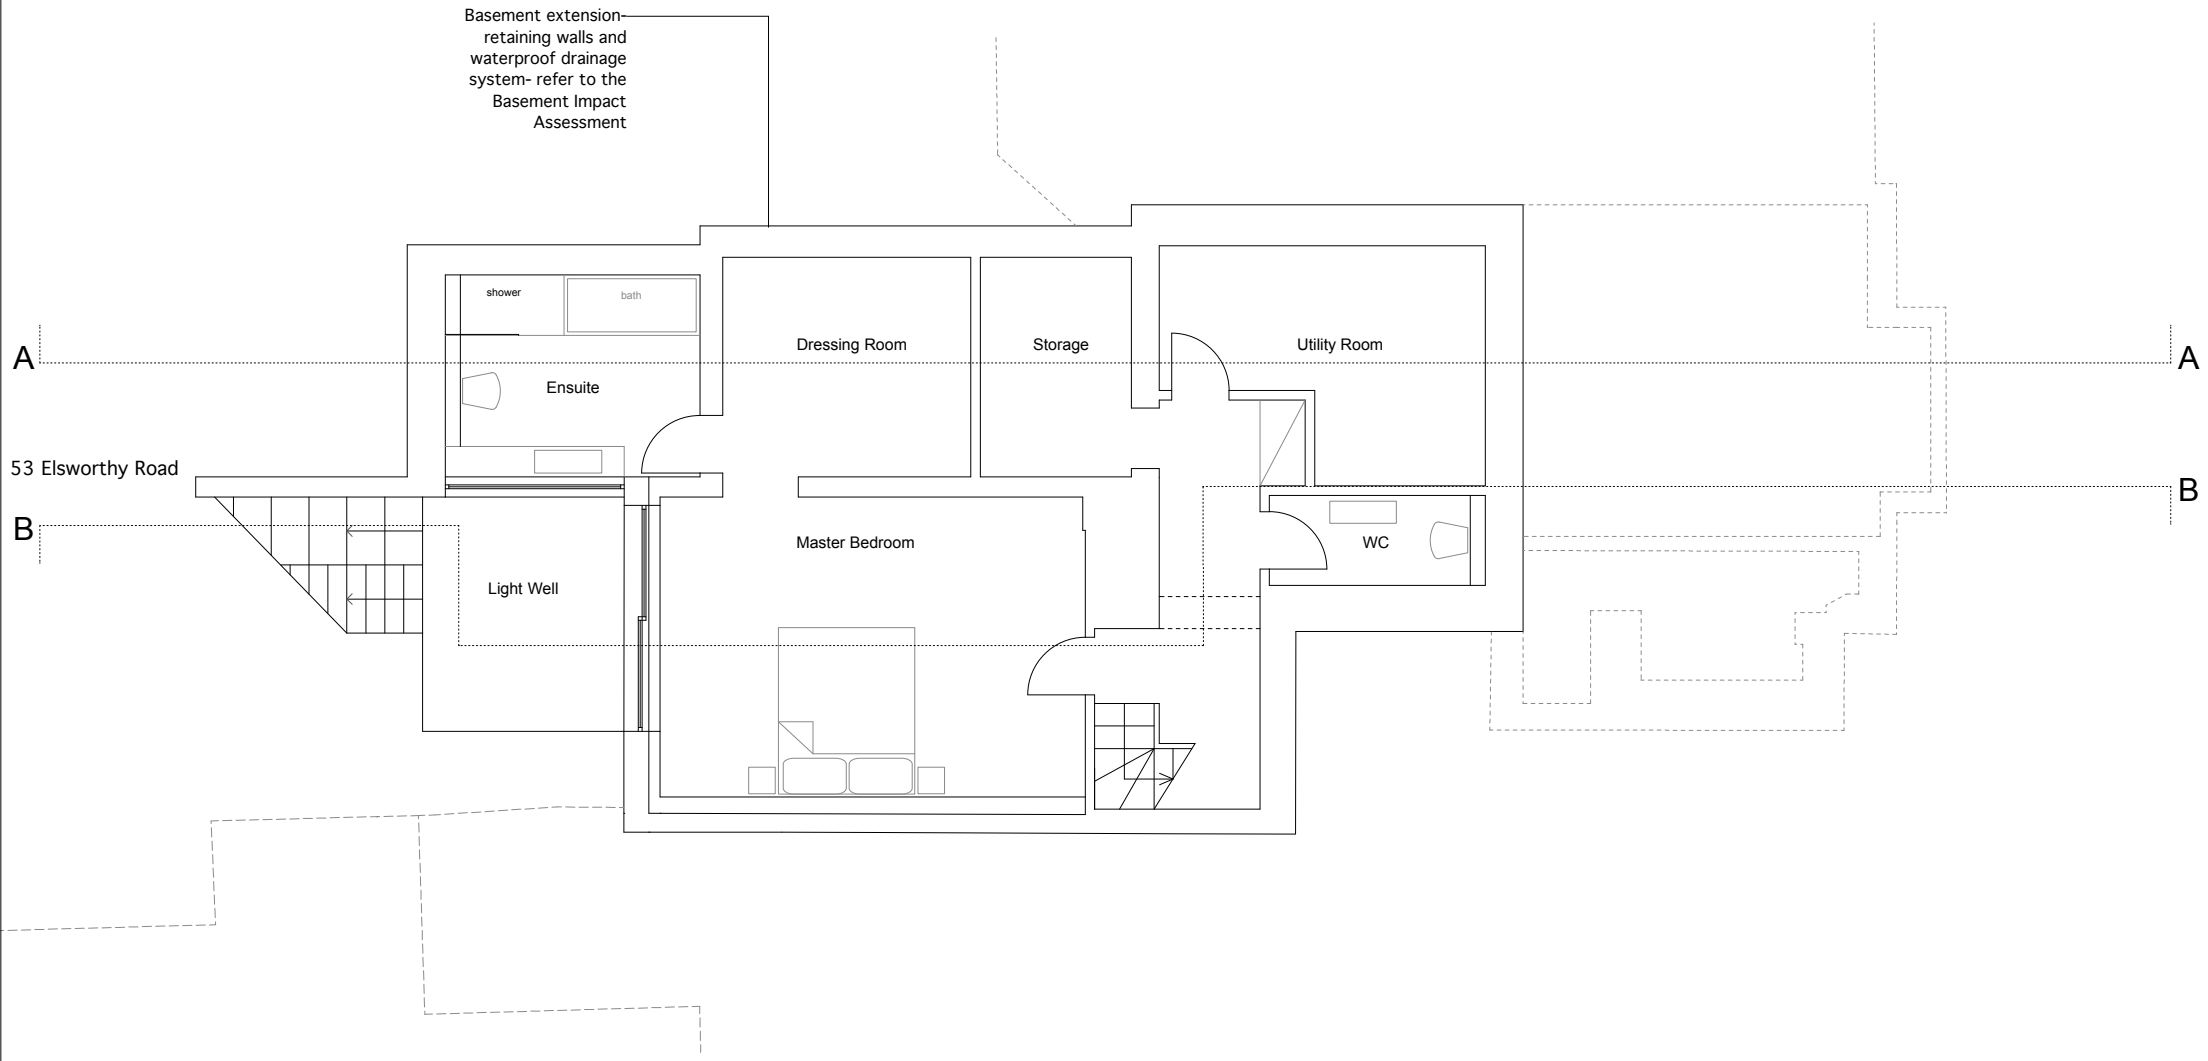 Basement extension-
retaining walls and
waterproof drainage
system- refer to the
Basement Impact
Assessment
shower
bath
Dressing Room
Storage
Utility Room
A
A
Ensuite
53 Elsworthy Road
B
B
Master Bedroom
WC
Light Well